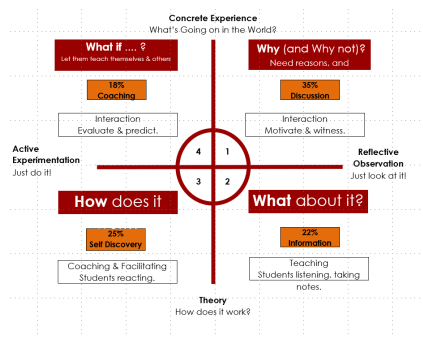 Concrete Experience
What's Going on in the World?
What if .... ?
Let them teach themselves & others
18%
Coaching
Interaction
Evaluate & predict.
Why (and Why not)?
Need reasons, and
35%
Discussion
Interaction
Motivate & witness.
4
1
3
2
Active
Experimentation
Just do it!
Reflective
Observation
Just look at it!
How does it
25%
Self Discovery
Coaching & Facilitating
Students reacting.
What about it?
22%
Information
Teaching
Students listening, taking
notes.
Theory
How does it work?